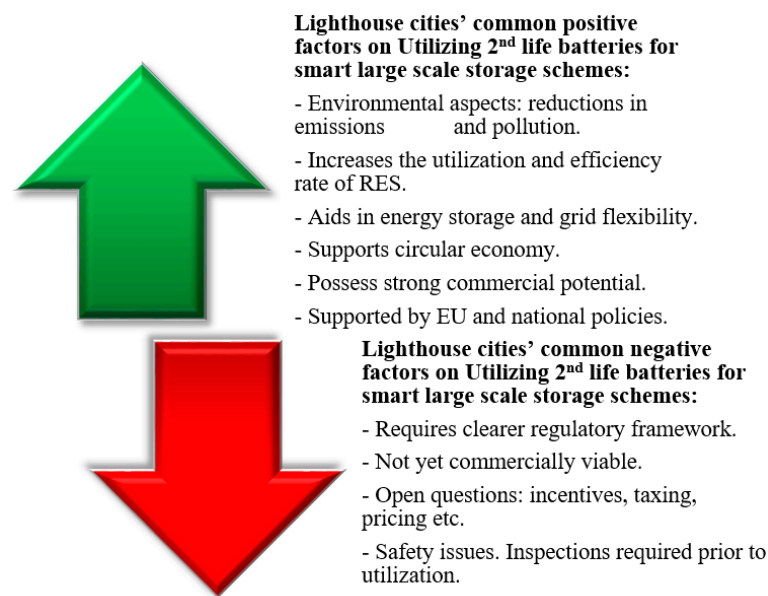 Lighthouse cities’ common positive
factors on Utilizing 2nd life batteries for
smart large scale storage schemes:
- Environmental aspects: reductions in
emissions and pollution.
- Increases the utilization and efficiency
rate of RES.
- Aids in energy storage and grid flexibility.
- Supports circular economy.
- Possess strong commercial potential.
- Supported by EU and national policies.
Lighthouse cities’ common negative
factors on Utilizing 2nd life batteries for
smart large scale storage schemes:
- Requires clearer regulatory framework.
- Not yet commercially viable.
- Open questions: incentives, taxing,
pricing etc.
- Safety issues. Inspections required prior to
utilization.